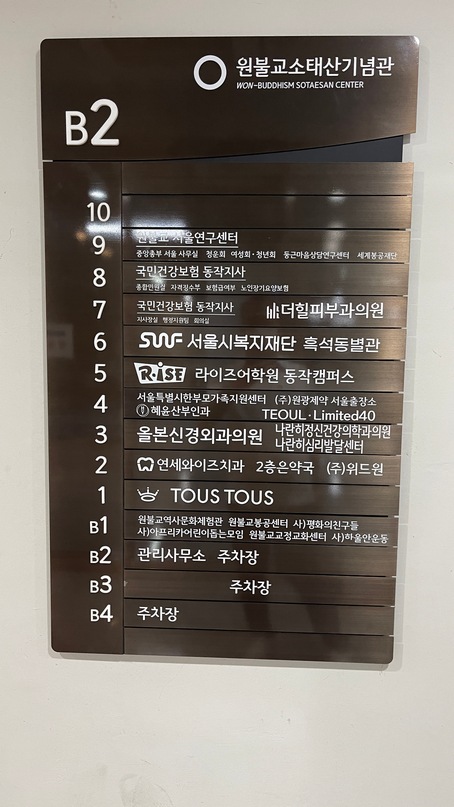 원불교소태산기념관
WON-BUDDHISM SOTAESAN CENTER
B2
10
9 원불교 서울연구센터
중앙총부 서울 사무실 청운회 여성회·청년회 둥근마음상담연구센터 세계봉공재단
8 국민건강보험 동작지사
종합민원실 자격징수부 보험급여부 노인장기요양보험
7 국민건강보험 동작지사 더힐피부과의원
지사장실 행정지원팀 회의실
6 SWF 서울시복지재단 흑석동별관
5 RISE 라이즈어학원 동작캠퍼스
4 서울특별시한부모가족지원센터 (주)원광제약 서울출장소
혜윤산부인과 TEOUL·Limited40
3 올본신경외과의원 나란히정신건강의학과의원
나란히심리발달센터
2 연세와이즈치과 2층은약국 (주)위드원
1 TOUS TOUS
B1 원불교역사문화체험관 원불교봉공센터 사)평화의친구들
사)아프리카어린이돕는모임 원불교교정교화센터 사)한울안운동
B2 관리사무소 주차장
B3 주차장
B4 주차장